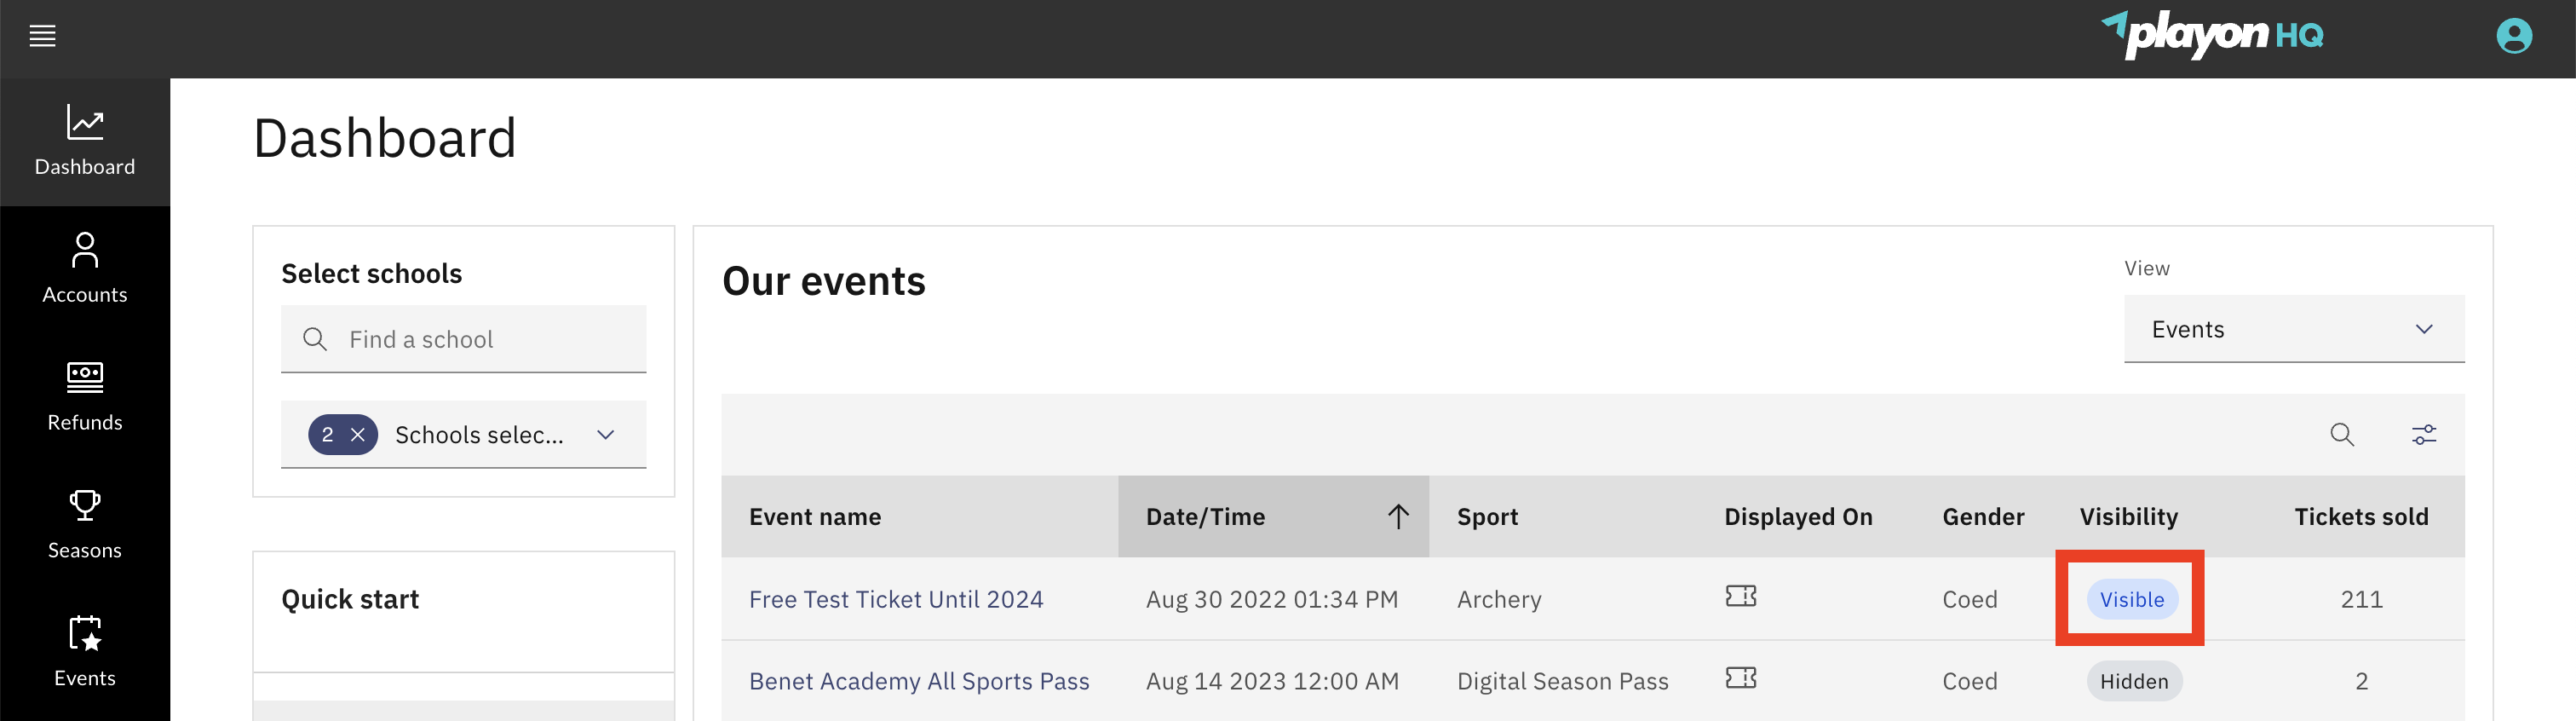 playon HQ
Dashboard
Accounts
Refunds
Seasons
Events
Dashboard
Select schools
Find a school
2 Schools selec...
Quick start
Our events
View
Events
Event name Date/Time Sport Displayed On Gender Visibility Tickets sold
Free Test Ticket Until 2024 Aug 30 2022 01:34 PM Archery Coed Visible 211
Benet Academy All Sports Pass Aug 14 2023 12:00 AM Digital Season Pass Coed Hidden 2